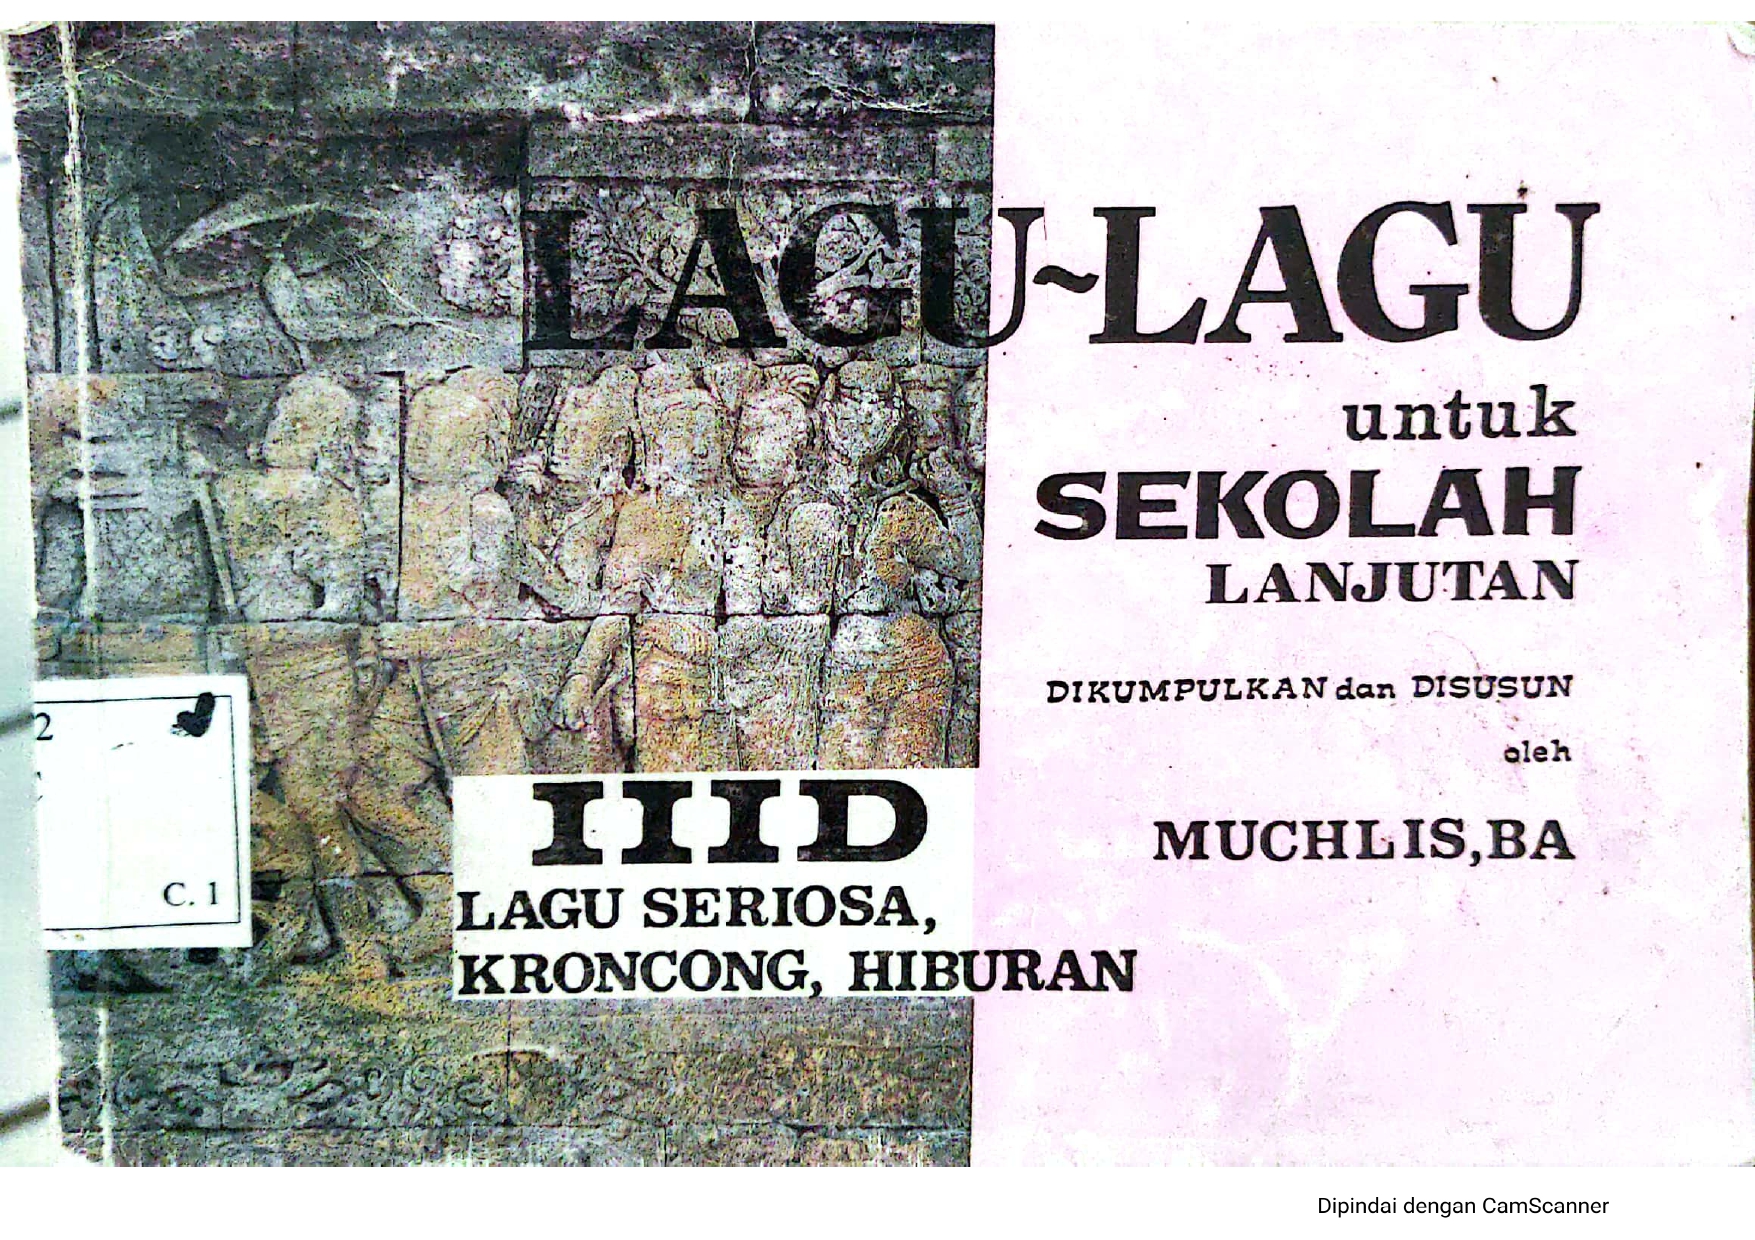 LAGU~LAGU
untuk
SEKOLAH
LANJUTAN
DIKUMPULKAN dan DISUSUN
oleh
MUCHLIS,BA
2
C. 1
IIID
LAGU SERIOSA,
KRONCONG, HIBURAN
Dipindai dengan CamScanner